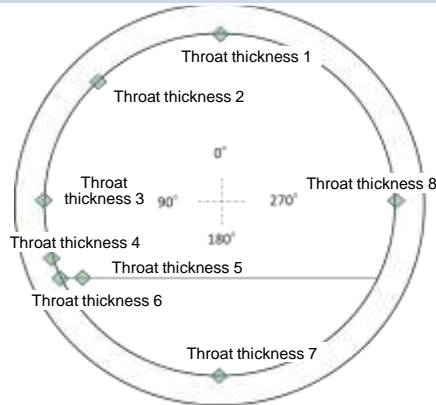 Throat thickness 1
Throat thickness 2
0°
Throat
thickness 3
90°
270°
Throat thickness 8
180°
Throat thickness 4
Throat thickness 5
Throat thickness 6
Throat thickness 7